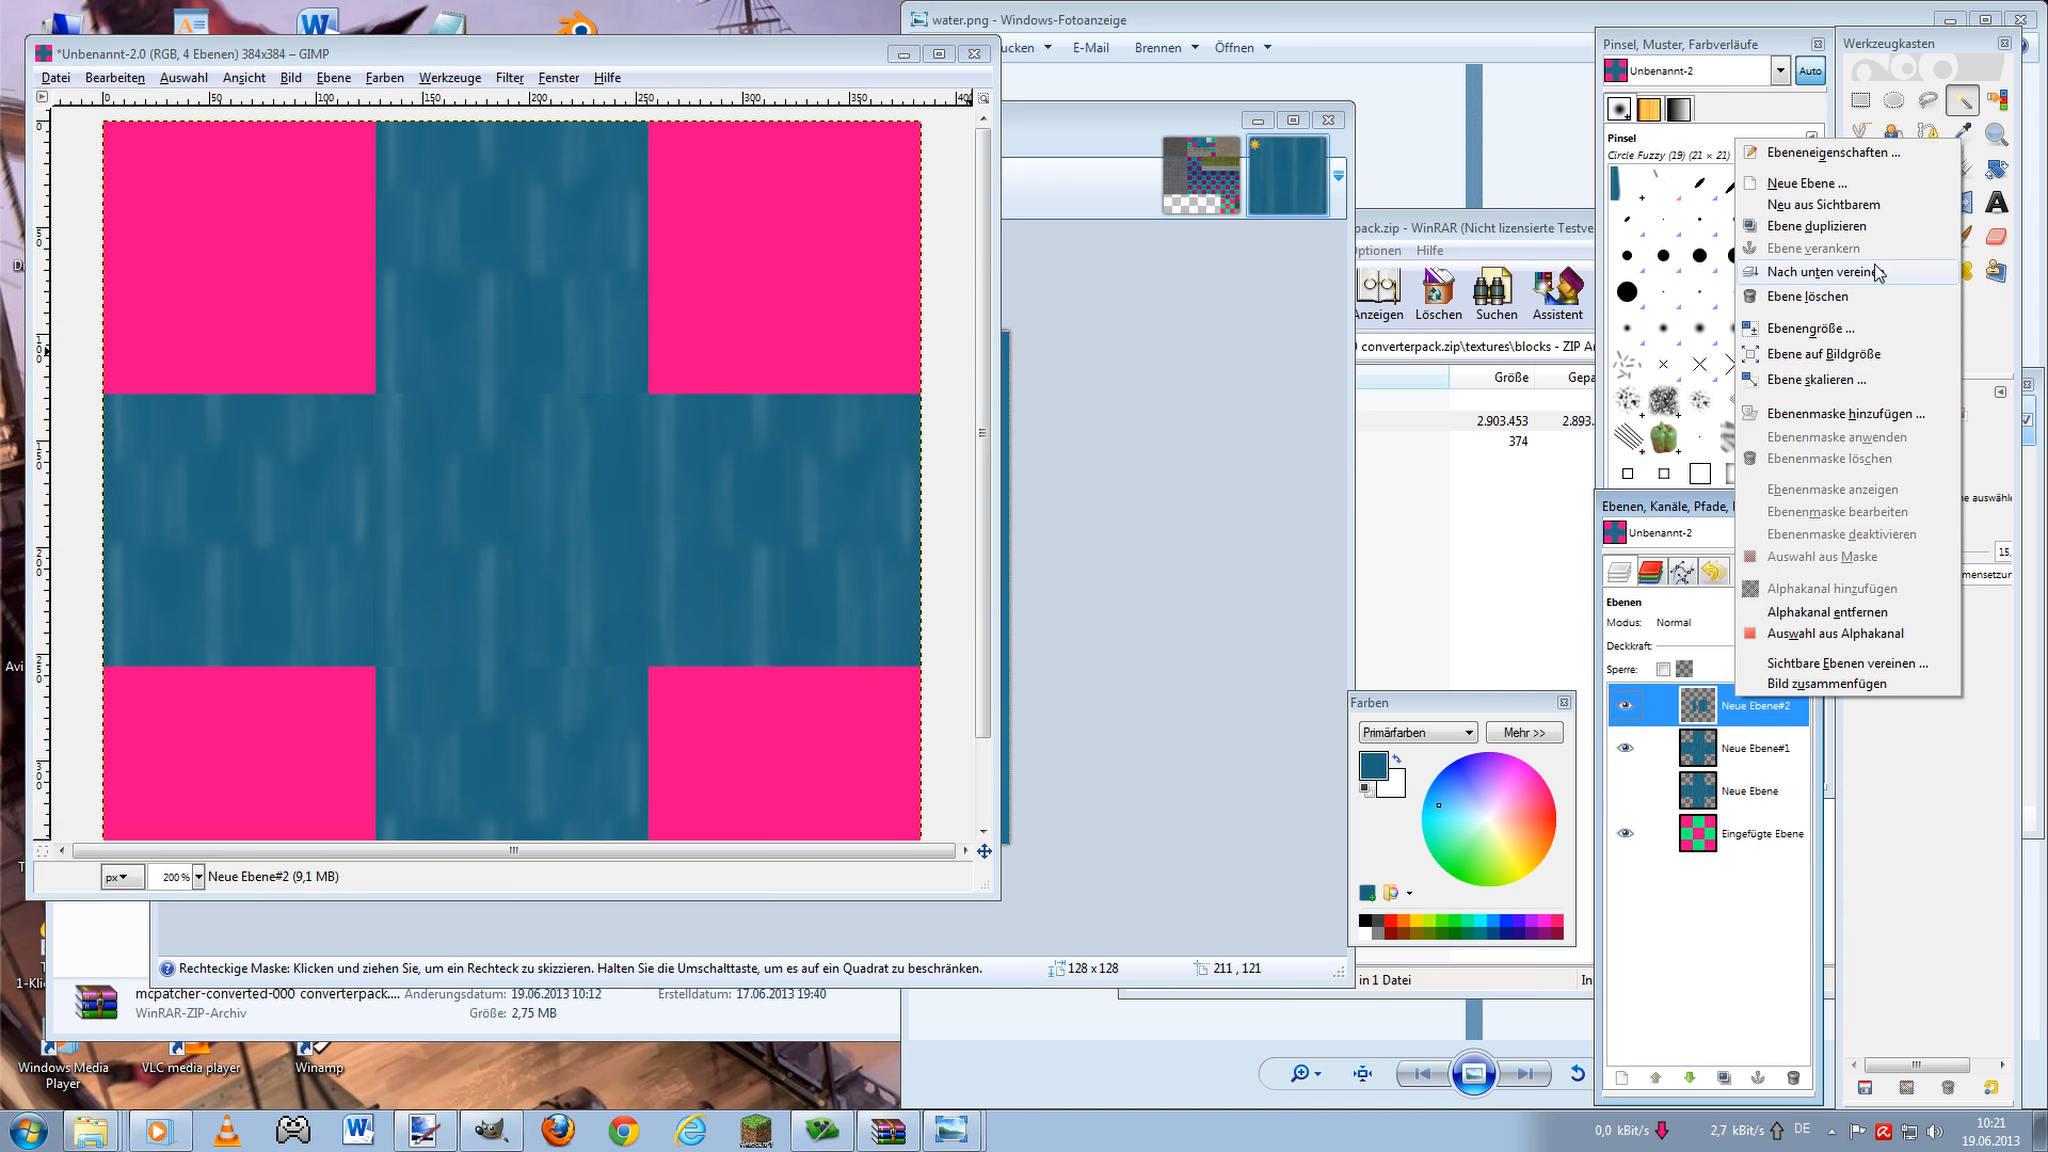 water.png - Windows-Fotoanzeige
E-Mail
Brennen
Öffnen
*Unbenannt-2.0 (RGB, 4 Ebenen) 384x384 – GIMP
Datei Bearbeiten Auswahl Ansicht Bild Ebene Farben Werkzeuge Filter Fenster Hilfe
0 50 100 150 200 250 300 350
px
200 %
Neue Ebene#2 (9,1 MB)
Pinsel, Muster, Farbverläufe
Unbenannt-2
Auto
Pinsel
Circle Fuzzy (19) (21 × 21)
Werkzeugkasten
Ebeneneigenschaften ...
Neue Ebene ...
Neu aus Sichtbarem
Ebene duplizieren
Ebene verankern
Nach unten vereinen
Ebene löschen
Ebenengröße ...
Ebene auf Bildgröße
Ebene skalieren ...
Ebenenmaske hinzufügen ...
Ebenenmaske anwenden
Ebenenmaske löschen
Ebenenmaske anzeigen
Ebenenmaske bearbeiten
Ebenenmaske deaktivieren
Auswahl aus Maske
Alphakanal hinzufügen
Alphakanal entfernen
Auswahl aus Alphakanal
Sichtbare Ebenen vereinen ...
Bild zusammenfügen
pack.zip - WinRAR (Nicht lizensierte Testve
Hilfe
Anzeigen Löschen Suchen Assistent
converterpack.zip\textures\blocks - ZIP A
Größe Gepa
2.903.453 2.893.
374
in 1 Datei
Ebenen, Kanäle, Pfade,
Unbenannt-2
Ebenen
Modus: Normal
Deckkraft:
Sperre:
Neue Ebene#2
Neue Ebene#1
Neue Ebene
Eingefügte Ebene
15,
Farben
Primärfarben
Mehr >>
Rechteckige Maske: Klicken und ziehen Sie, um ein Rechteck zu skizzieren. Halten Sie die Umschalttaste, um es auf ein Quadrat zu beschränken.
128 x 128
211 , 121
mcpatcher-converted-000 converterpack....
Änderungsdatum: 19.06.2013 10:12
Erstelldatum: 17.06.2013 19:40
WinRAR-ZIP-Archiv
Größe: 2,75 MB
Windows Media Player
VLC media player
Winamp
0,0 kBit/s
2,7 kBit/s
DE
10:21
19.06.2013